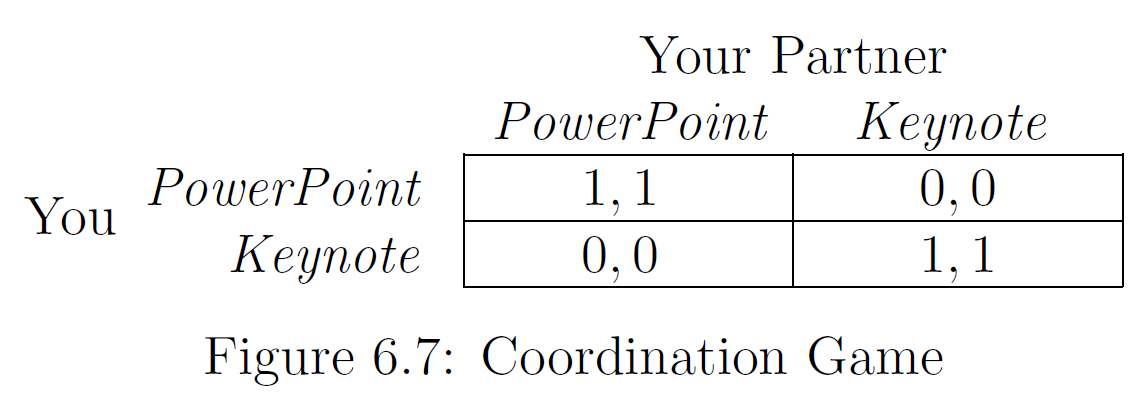 Your Partner
PowerPoint Keynote
You PowerPoint 1, 1 0, 0
Keynote 0, 0 1, 1
Figure 6.7: Coordination Game